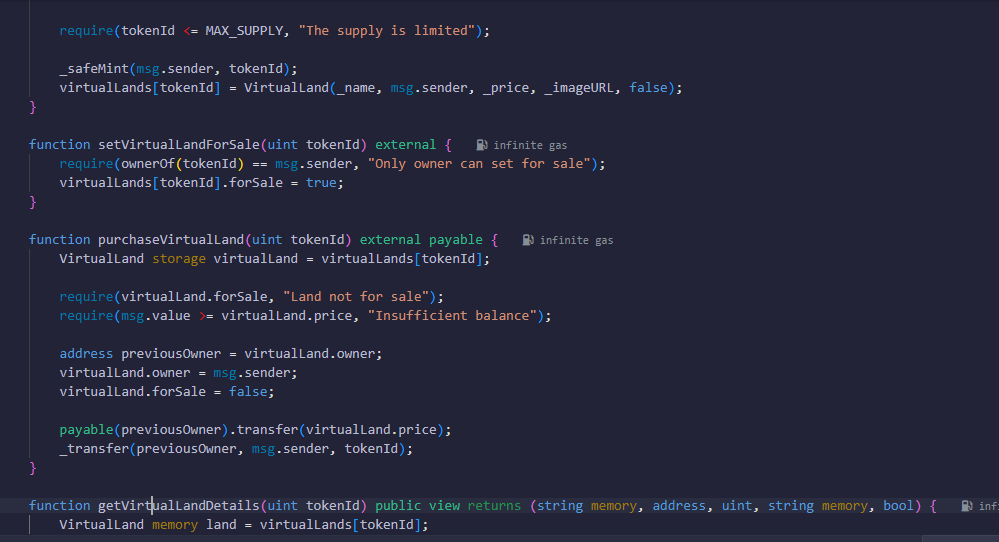 require(tokenId <= MAX_SUPPLY, "The supply is limited");
_safeMint(msg.sender, tokenId);
virtualLands[tokenId] = VirtualLand(_name, msg.sender, _price, _imageURL, false);
}
function setVirtualLandForSale(uint tokenId) external { infinite gas
require(ownerOf(tokenId) == msg.sender, "Only owner can set for sale");
virtualLands[tokenId].forSale = true;
}
function purchaseVirtualLand(uint tokenId) external payable { infinite gas
VirtualLand storage virtualLand = virtualLands[tokenId];
require(virtualLand.forSale, "Land not for sale");
require(msg.value >= virtualLand.price, "Insufficient balance");
address previousOwner = virtualLand.owner;
virtualLand.owner = msg.sender;
virtualLand.forSale = false;
payable(previousOwner).transfer(virtualLand.price);
_transfer(previousOwner, msg.sender, tokenId);
}
function getVirtualLandDetails(uint tokenId) public view returns (string memory, address, uint, string memory, bool) { inf
VirtualLand memory land = virtualLands[tokenId];